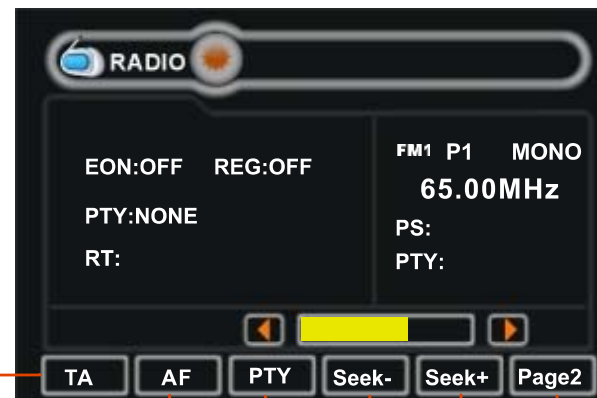 RADIO
EON:OFF REG:OFF
PTY:NONE
RT:
FM1 P1 MONO
65.00MHz
PS:
PTY:
TA AF PTY Seek- Seek+ Page2